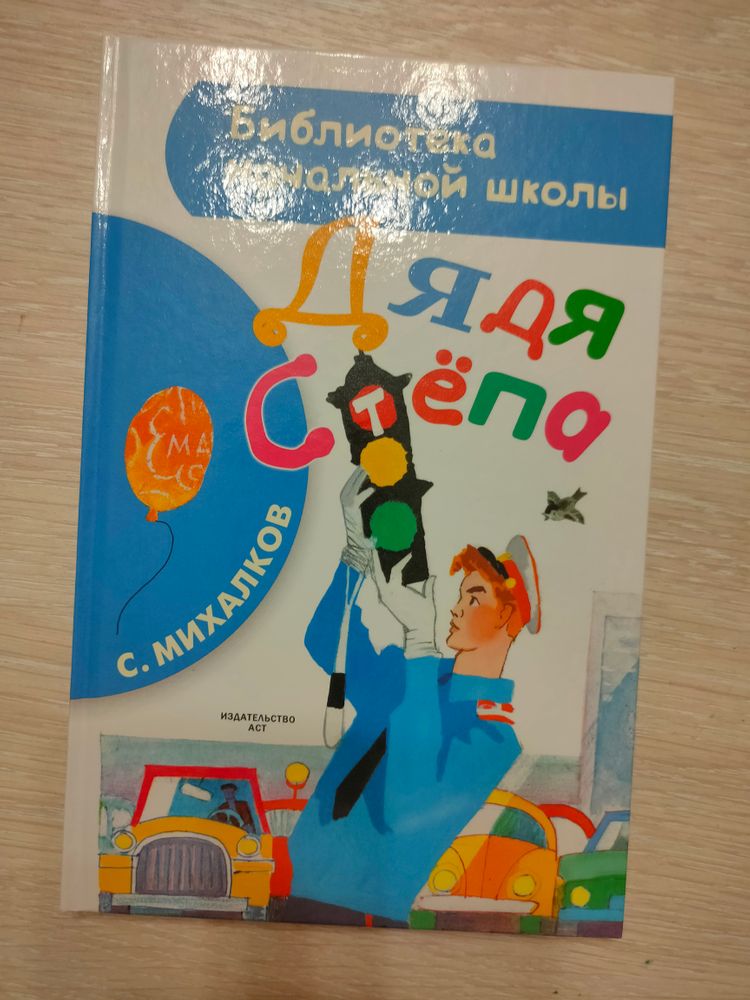 Библиотека
начальной школы
Дядя
Стёпа
С. МИХАЛКОВ
ИЗДАТЕЛЬСТВО
АСТ